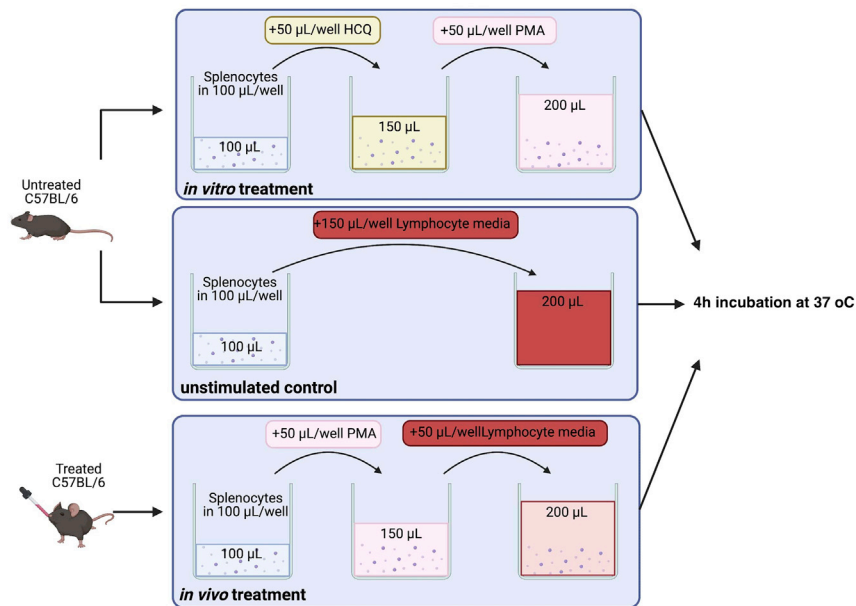 +50 µL/well HCQ
+50 µL/well PMA
Splenocytes
in 100 µL/well
100 µL
150 µL
200 µL
in vitro treatment
Untreated
C57BL/6
+150 µL/well Lymphocyte media
Splenocytes
in 100 µL/well
100 µL
200 µL
unstimulated control
4h incubation at 37 oC
+50 µL/well PMA
+50 µL/wellLymphocyte media
Treated
C57BL/6
Splenocytes
in 100 µL/well
100 µL
150 µL
200 µL
in vivo treatment